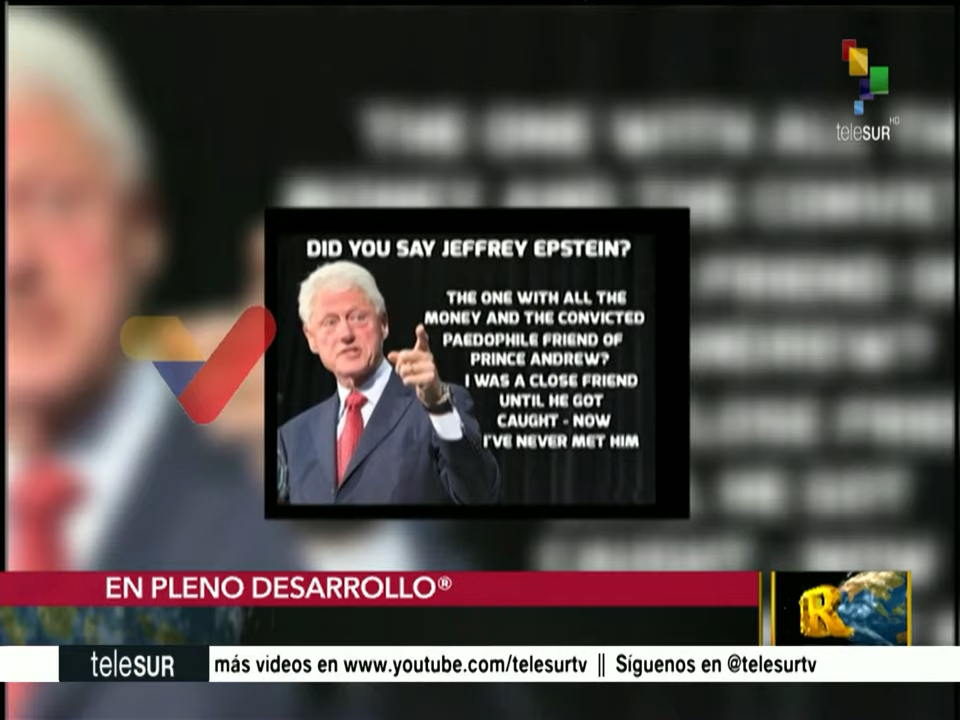 teleSUR HD
DID YOU SAY JEFFREY EPSTEIN?
THE ONE WITH ALL THE
MONEY AND THE CONVICTED
PAEDOPHILE FRIEND OF
PRINCE ANDREW?
I WAS A CLOSE FRIEND
UNTIL HE GOT
CAUGHT - NOW
I'VE NEVER MET HIM
EN PLENO DESARROLLO®
R
teleSUR más videos en www.youtube.com/telesurtv || Síguenos en @telesurtv